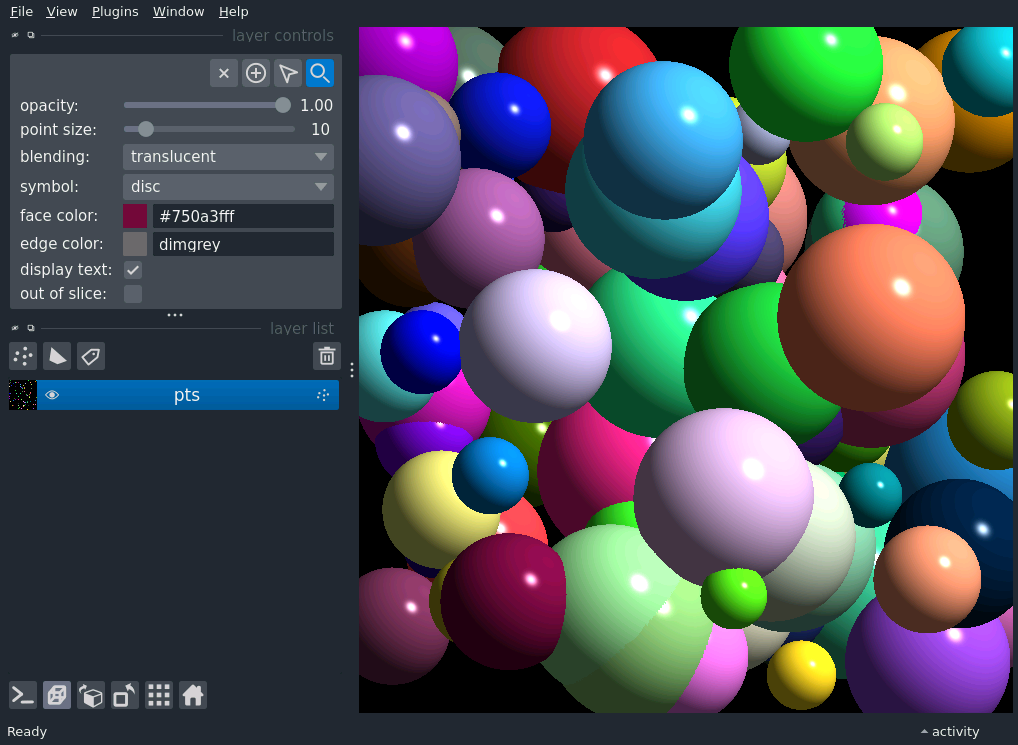 File View Plugins Window Help
layer controls
opacity: 1.00
point size: 10
blending: translucent
symbol: disc
face color: #750a3fff
edge color: dimgrey
display text:
out of slice:
layer list
pts
Ready
activity